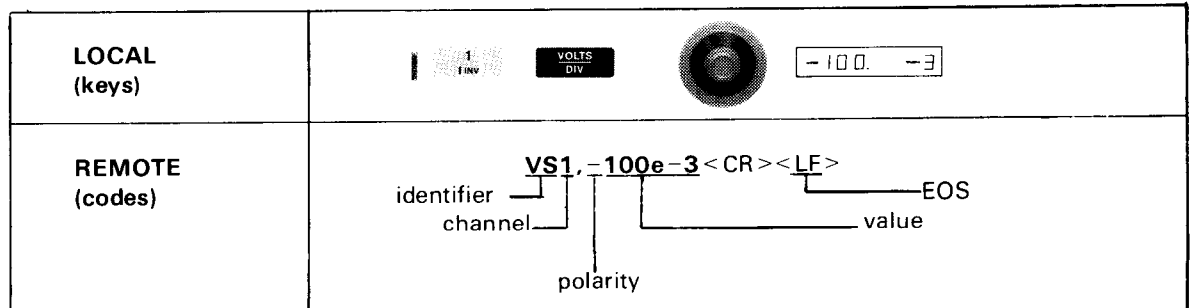 LOCAL
(keys)
1
INV
VOLTS
DIV
-100. -3
REMOTE
(codes)
VS1,-100e-3<CR><LF>
identifier
EOS
channel
value
polarity